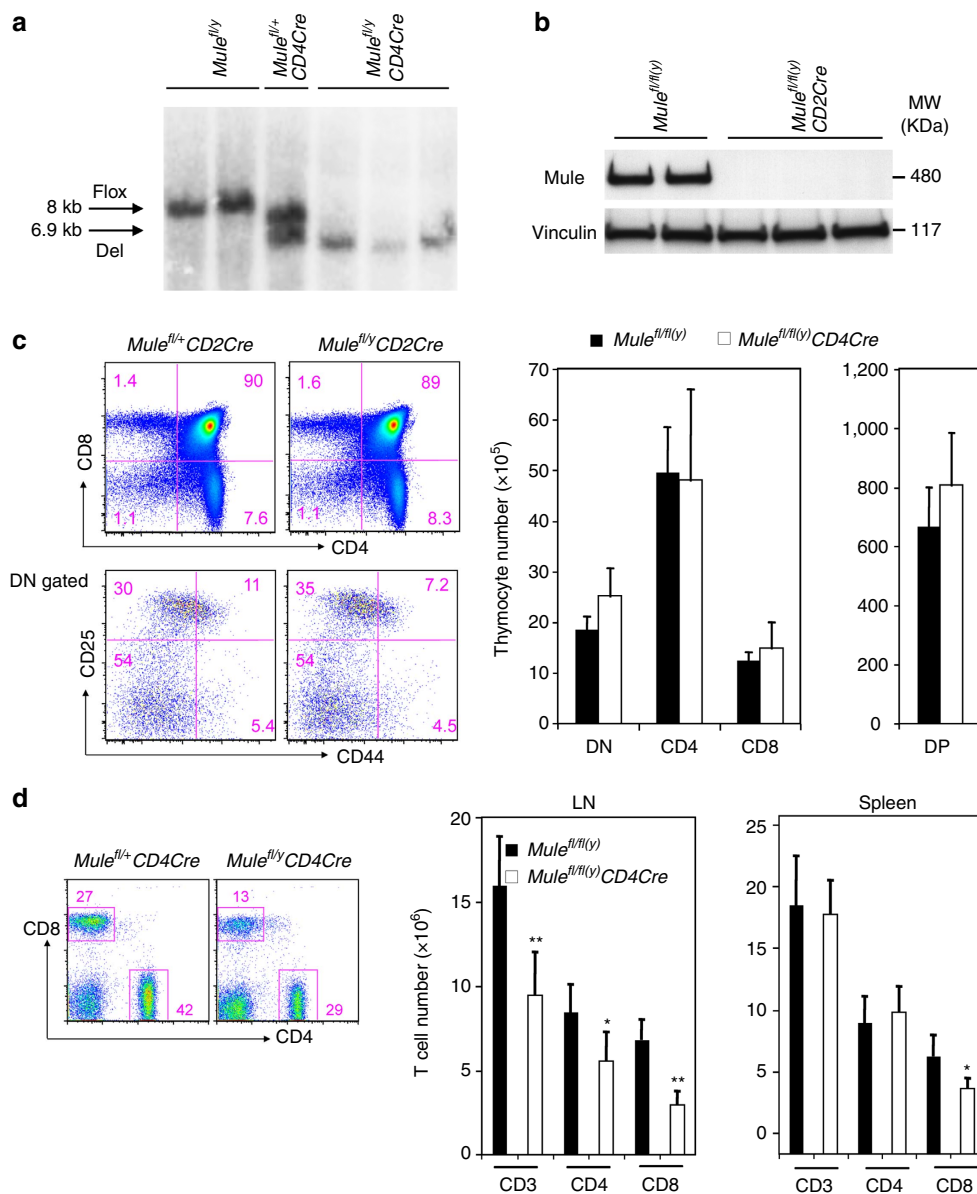 a
Mule^fl/y
Mule^fl/+
CD4Cre
Mule^fl/y
CD4Cre
Flox
8 kb
6.9 kb
Del
b
Mule^fl/fl(y)
Mule^fl/fl(y)
CD2Cre
MW
(KDa)
Mule
480
Vinculin
117
c
Mule^fl/+CD2Cre
Mule^fl/yCD2Cre
1.4
90
1.6
89
CD8
1.1
7.6
1.1
8.3
CD4
DN gated
30
11
35
7.2
CD25
54
54
5.4
4.5
CD44
Mule^fl/fl(y)
Mule^fl/fl(y)CD4Cre
Thymocyte number (×10^5)
70
60
50
40
30
20
10
0
DN
CD4
CD8
1,200
1,000
800
600
400
200
0
DP
d
Mule^fl/+CD4Cre
Mule^fl/yCD4Cre
27
13
CD8
42
29
CD4
LN
T cell number (×10^6)
20
15
10
5
0
Mule^fl/fl(y)
Mule^fl/fl(y)CD4Cre
**
*
**
CD3
CD4
CD8
Spleen
25
20
15
10
5
0
*
CD3
CD4
CD8